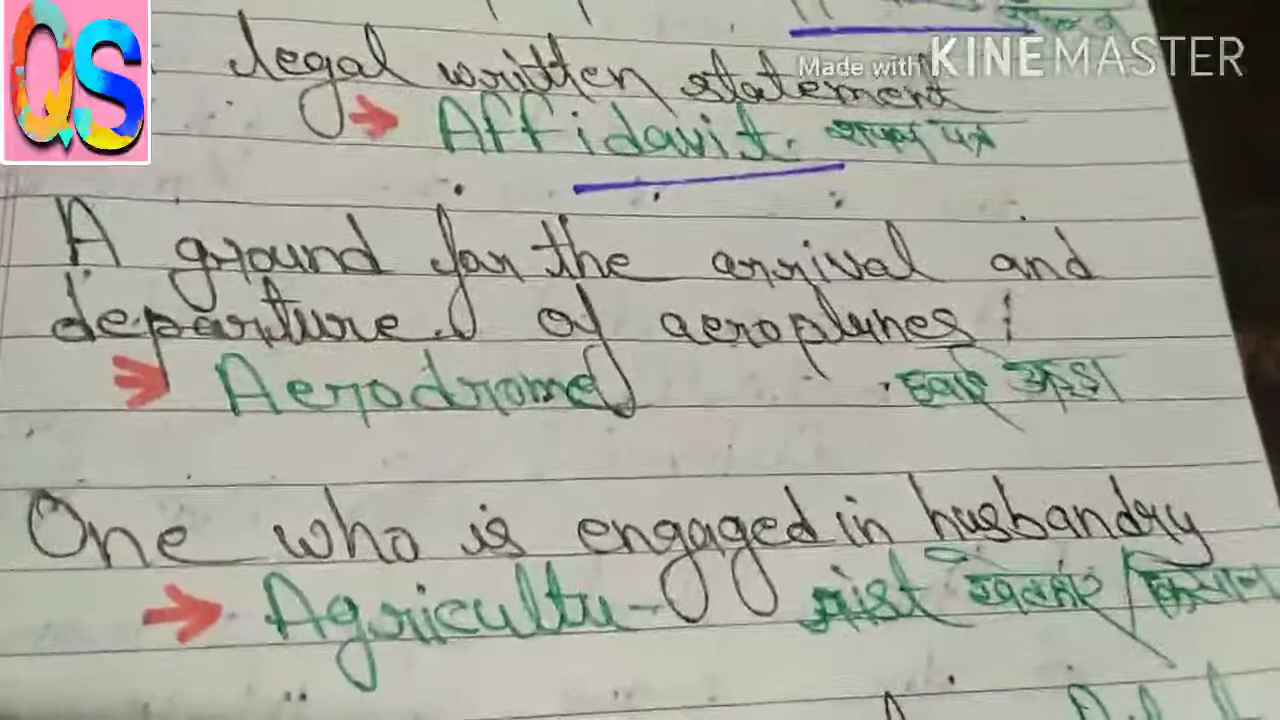 QS
Made with KINEMASTER
legal written statement
Affidavit. शपथ पत्र
A ground for the arrival and
departure of aeroplanes:
Aerodrome हवाई अड्डा
One who is engaged in husbandry
Agricultu-rist